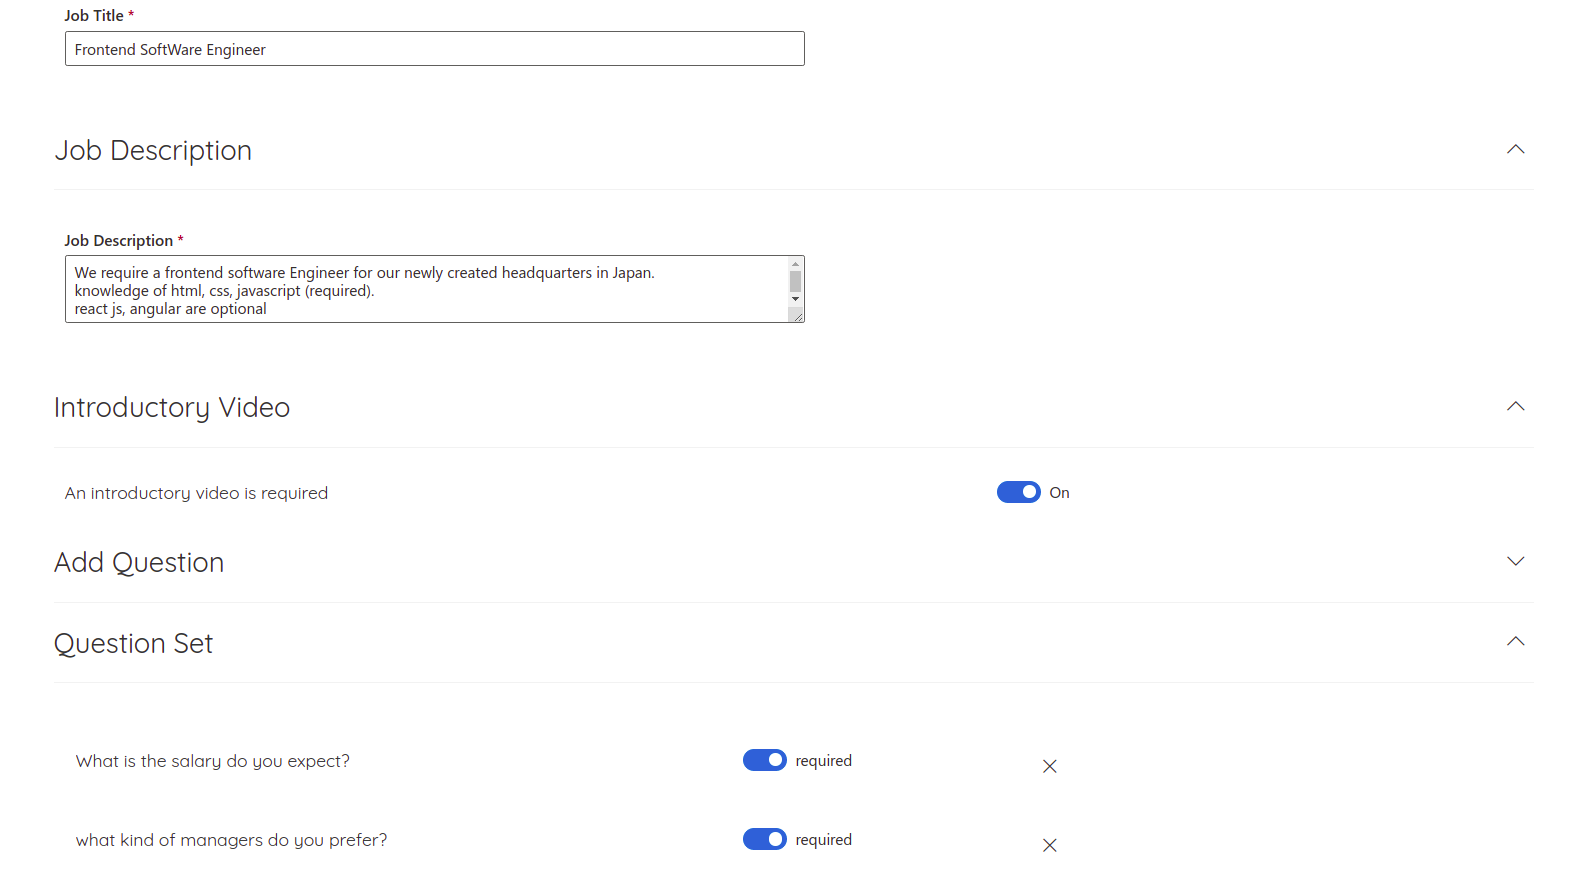 Job Title *
Frontend SoftWare Engineer
Job Description
Job Description *
We require a frontend software Engineer for our newly created headquarters in Japan.
knowledge of html, css, javascript (required).
react js, angular are optional
Introductory Video
An introductory video is required
On
Add Question
Question Set
What is the salary do you expect?
required
what kind of managers do you prefer?
required